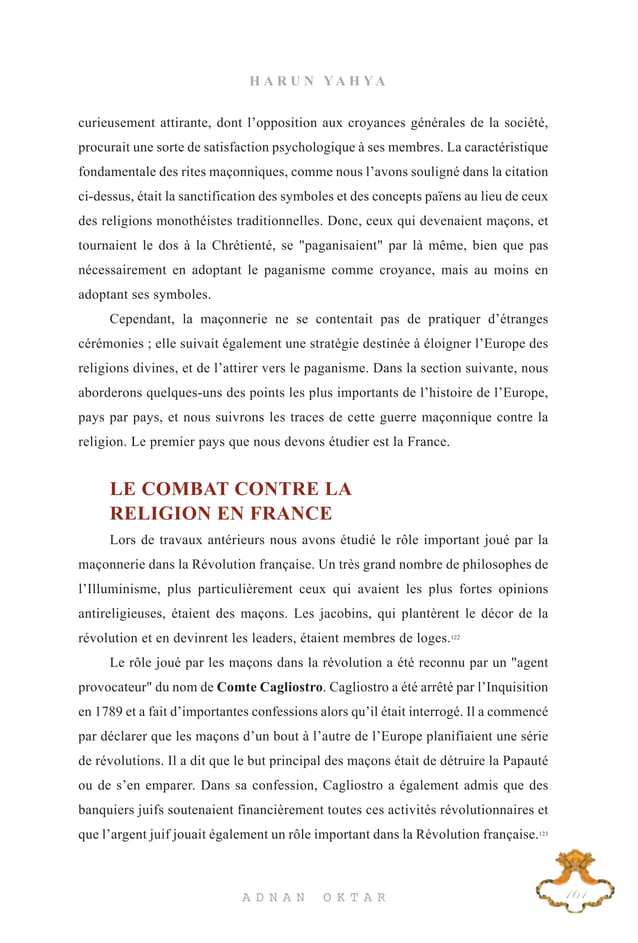 HARUN YAHYA
curieusement attirante, dont l’opposition aux croyances générales de la société,
procurait une sorte de satisfaction psychologique à ses membres. La caractéristique
fondamentale des rites maçonniques, comme nous l’avons souligné dans la citation
ci-dessus, était la sanctification des symboles et des concepts païens au lieu de ceux
des religions monothéistes traditionnelles. Donc, ceux qui devenaient maçons, et
tournaient le dos à la Chrétienté, se "paganisaient" par là même, bien que pas
nécessairement en adoptant le paganisme comme croyance, mais au moins en
adoptant ses symboles.
Cependant, la maçonnerie ne se contentait pas de pratiquer d’étranges
cérémonies ; elle suivait également une stratégie destinée à éloigner l’Europe des
religions divines, et de l’attirer vers le paganisme. Dans la section suivante, nous
aborderons quelques-uns des points les plus importants de l’histoire de l’Europe,
pays par pays, et nous suivrons les traces de cette guerre maçonnique contre la
religion. Le premier pays que nous devons étudier est la France.
LE COMBAT CONTRE LA
RELIGION EN FRANCE
Lors de travaux antérieurs nous avons étudié le rôle important joué par la
maçonnerie dans la Révolution française. Un très grand nombre de philosophes de
l’Illuminisme, plus particulièrement ceux qui avaient les plus fortes opinions
antireligieuses, étaient des maçons. Les jacobins, qui plantèrent le décor de la
révolution et en devinrent les leaders, étaient membres de loges.122
Le rôle joué par les maçons dans la révolution a été reconnu par un "agent
provocateur" du nom de Comte Cagliostro. Cagliostro a été arrêté par l’Inquisition
en 1789 et a fait d’importantes confessions alors qu’il était interrogé. Il a commencé
par déclarer que les maçons d’un bout à l’autre de l’Europe planifiaient une série
de révolutions. Il a dit que le but principal des maçons était de détruire la Papauté
ou de s’en emparer. Dans sa confession, Cagliostro a également admis que des
banquiers juifs soutenaient financièrement toutes ces activités révolutionnaires et
que l’argent juif jouait également un rôle important dans la Révolution française.123
ADNAN OKTAR
161